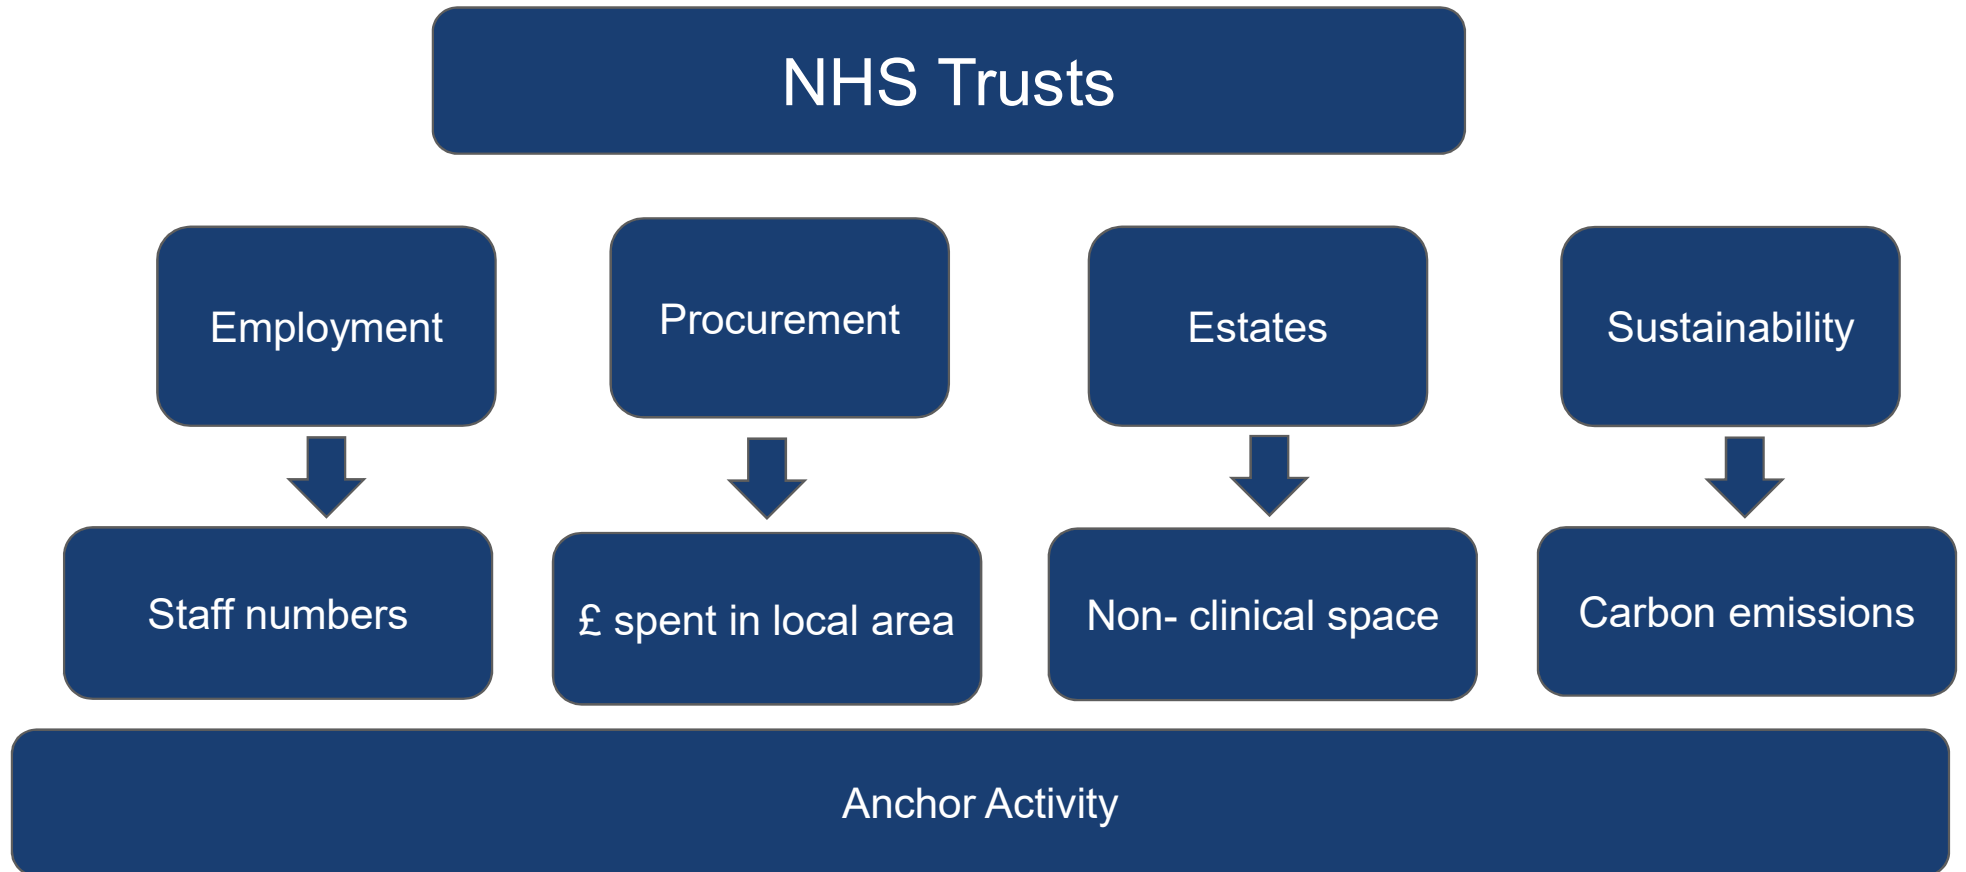 NHS Trusts
Employment
Procurement
Estates
Sustainability
Staff numbers
£ spent in local area
Non- clinical space
Carbon emissions
Anchor Activity